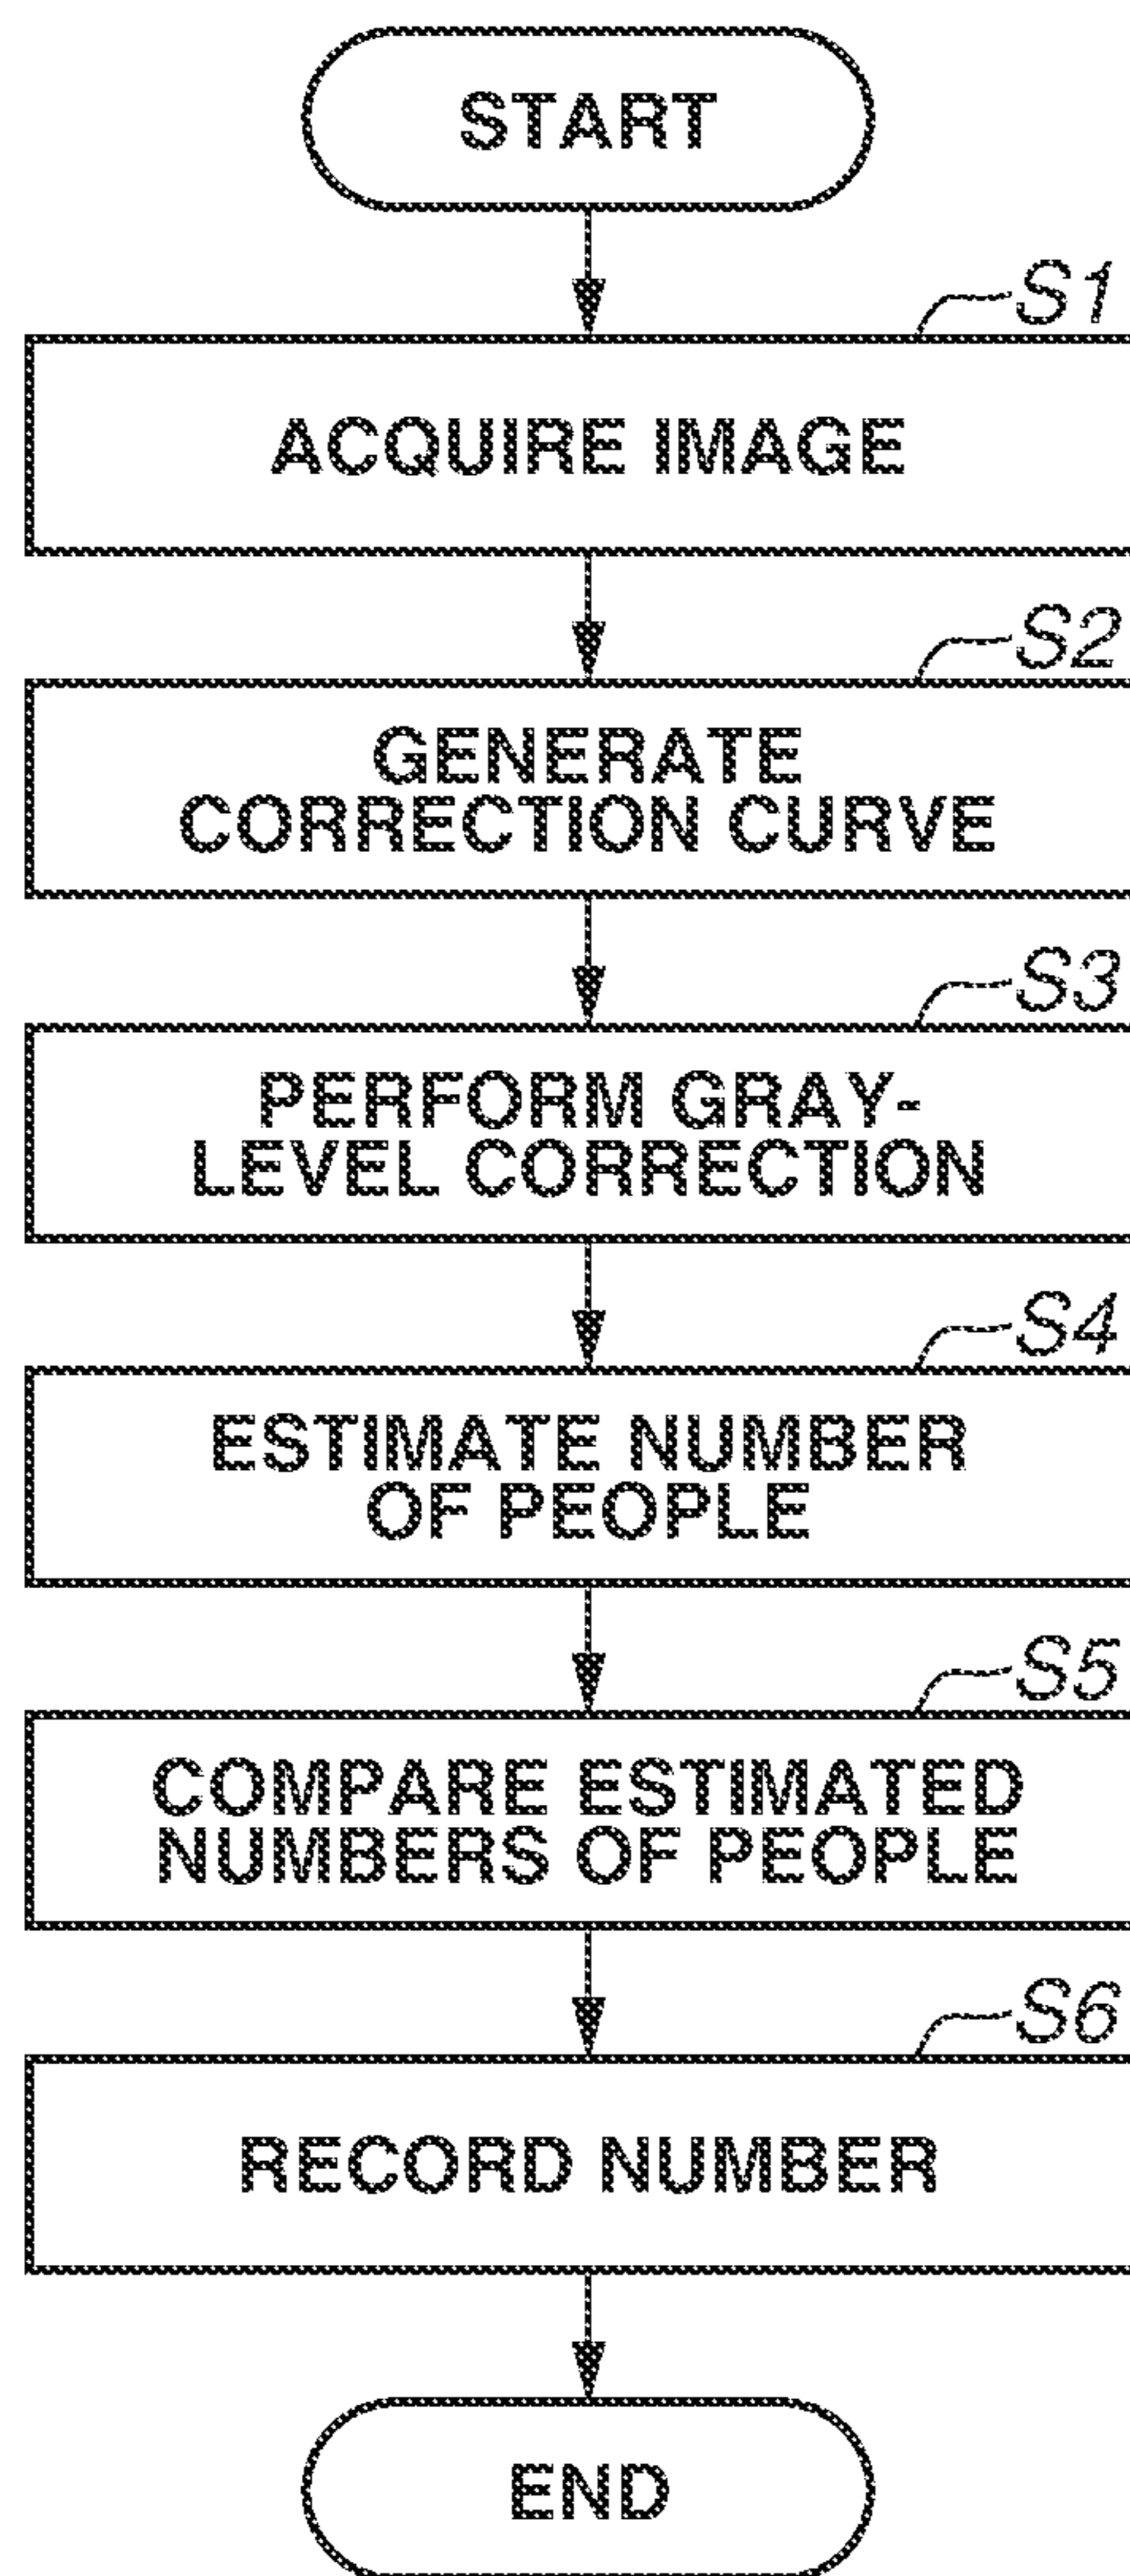 START
S1
ACQUIRE IMAGE
S2
GENERATE
CORRECTION CURVE
S3
PERFORM GRAY-
LEVEL CORRECTION
S4
ESTIMATE NUMBER
OF PEOPLE
S5
COMPARE ESTIMATED
NUMBERS OF PEOPLE
S6
RECORD NUMBER
END